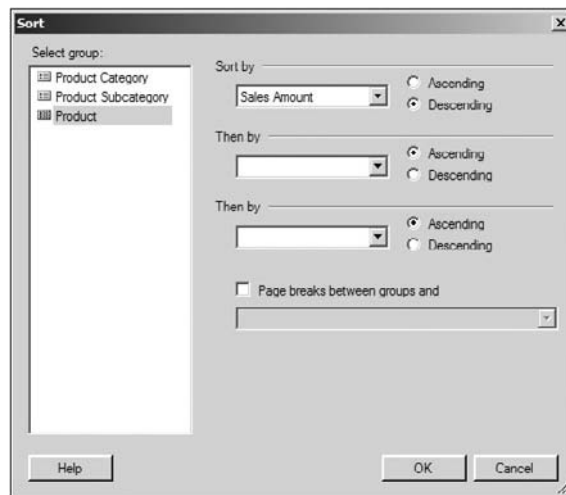 Sort
Select group:
Product Category
Product Subcategory
Product
Sort by
Sales Amount
Ascending
Descending
Then by
Ascending
Descending
Then by
Ascending
Descending
Page breaks between groups and
Help
OK
Cancel